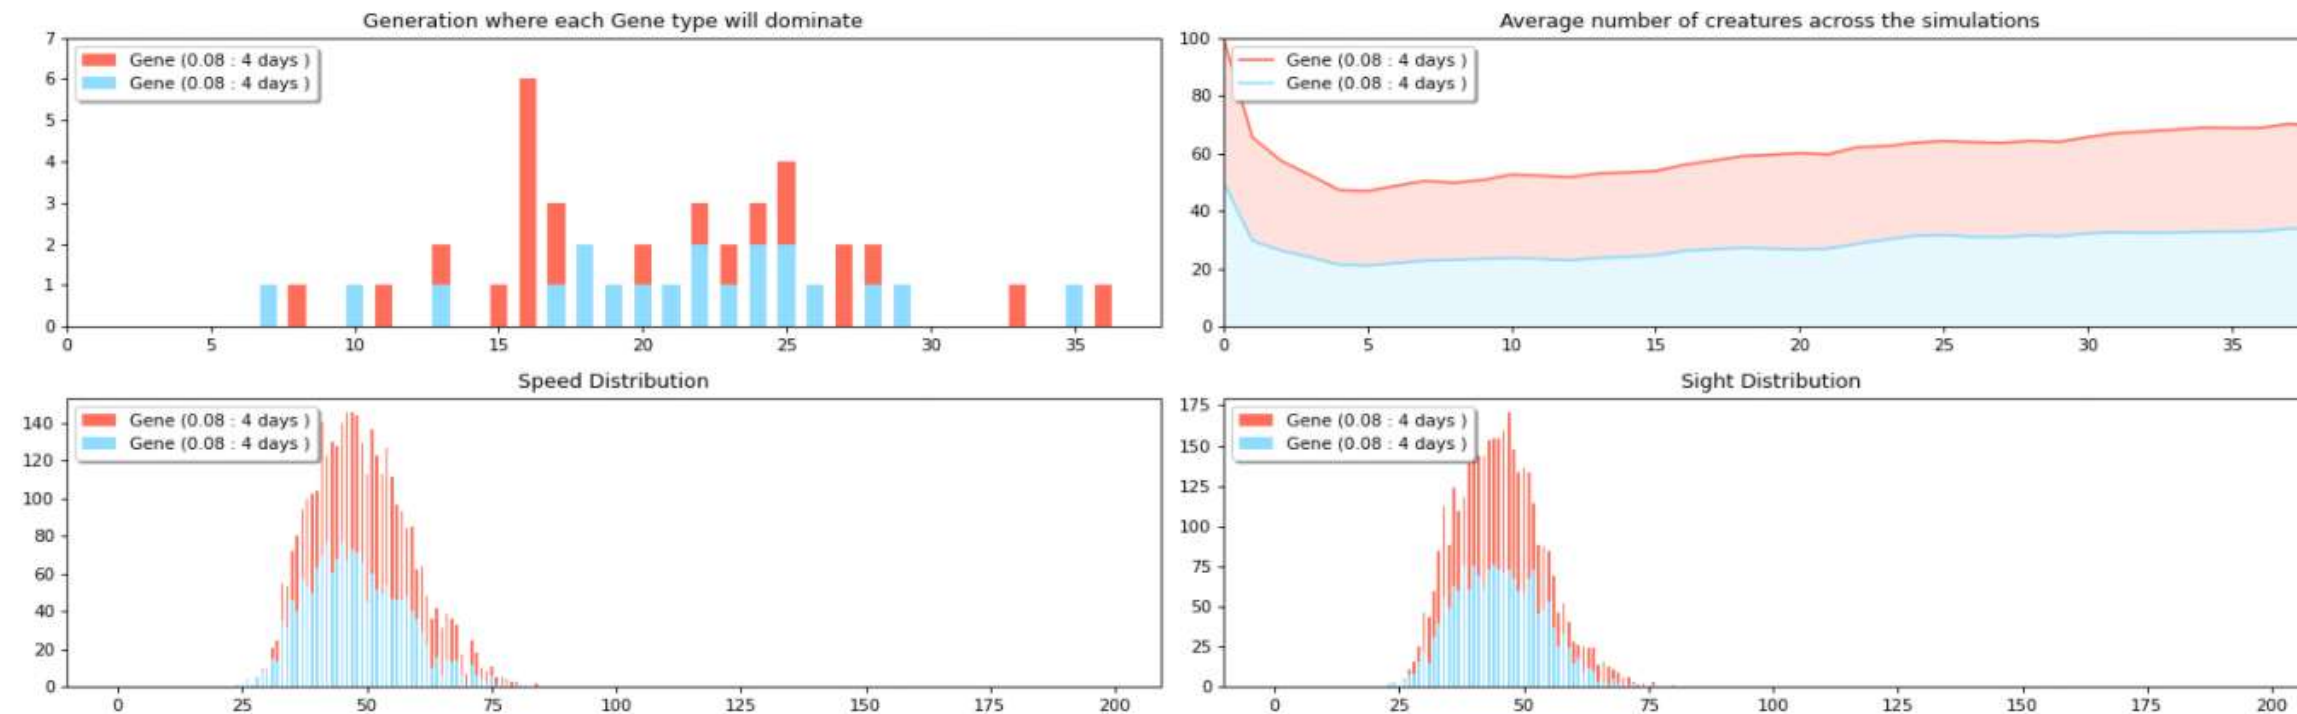 Generation where each Gene type will dominate
7
6
5
4
3
2
1
0
Gene (0.08 : 4 days )
Gene (0.08 : 4 days )
0 5 10 15 20 25 30 35
Average number of creatures across the simulations
100
80
60
40
20
0
Gene (0.08 : 4 days )
Gene (0.08 : 4 days )
0 5 10 15 20 25 30 35
Speed Distribution
140
120
100
80
60
40
20
0
Gene (0.08 : 4 days )
Gene (0.08 : 4 days )
0 25 50 75 100 125 150 175 200
Sight Distribution
175
150
125
100
75
50
25
0
Gene (0.08 : 4 days )
Gene (0.08 : 4 days )
0 25 50 75 100 125 150 175 200